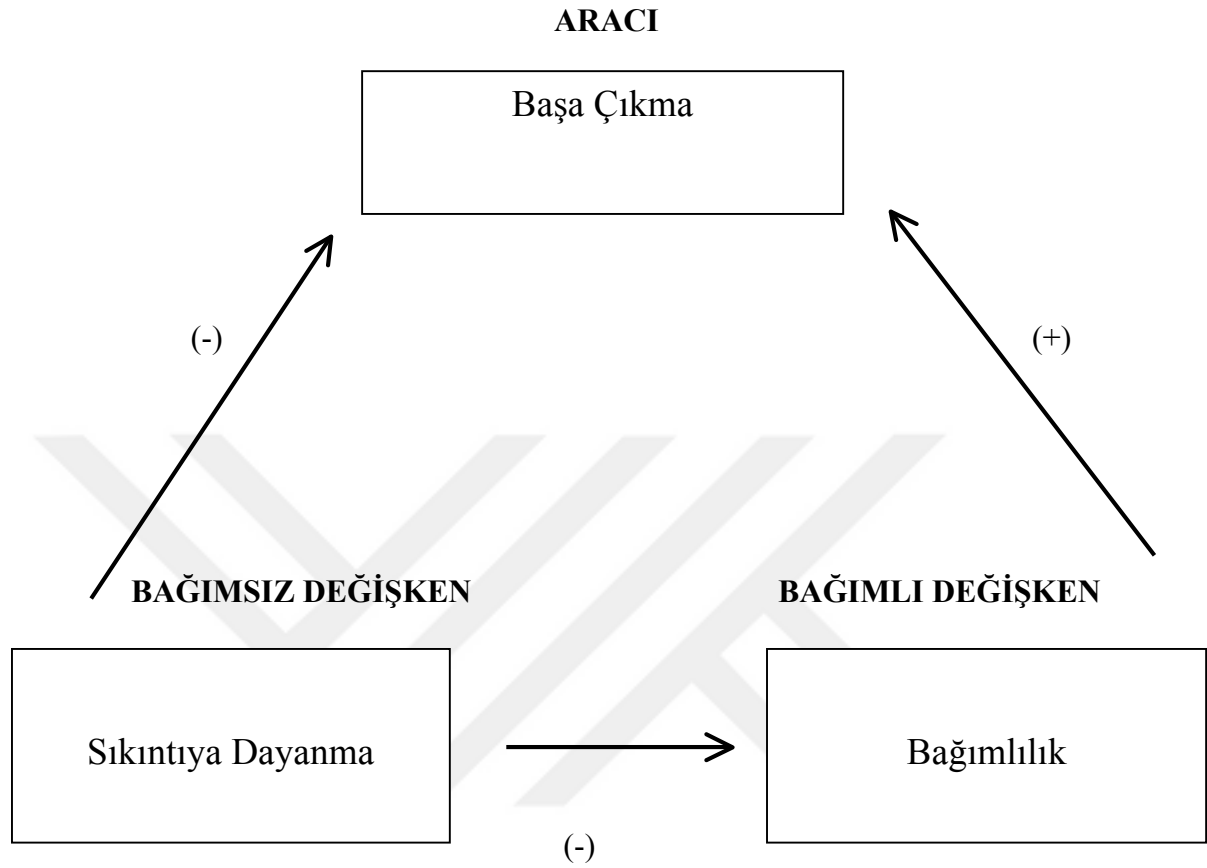 ARACI
Başa Çıkma
(-)
(+)
BAĞIMSIZ DEĞİŞKEN
BAĞIMLI DEĞİŞKEN
Sıkıntıya Dayanma
Bağımlılık
(-)